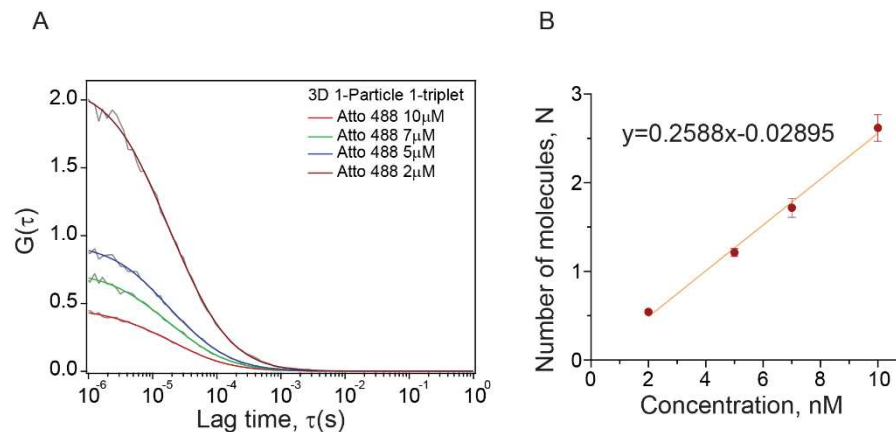 A
3D 1-Particle 1-triplet
Atto 488 10μM
Atto 488 7μM
Atto 488 5μM
Atto 488 2μM
2.0
1.5
1.0
0.5
0.0
G(τ)
10⁻⁶
10⁻⁵
10⁻⁴
10⁻³
10⁻²
10⁻¹
10⁰
Lag time, τ(s)
B
y=0.2588x-0.02895
3
2
1
0
Number of molecules, N
0
2
4
6
8
10
Concentration, nM